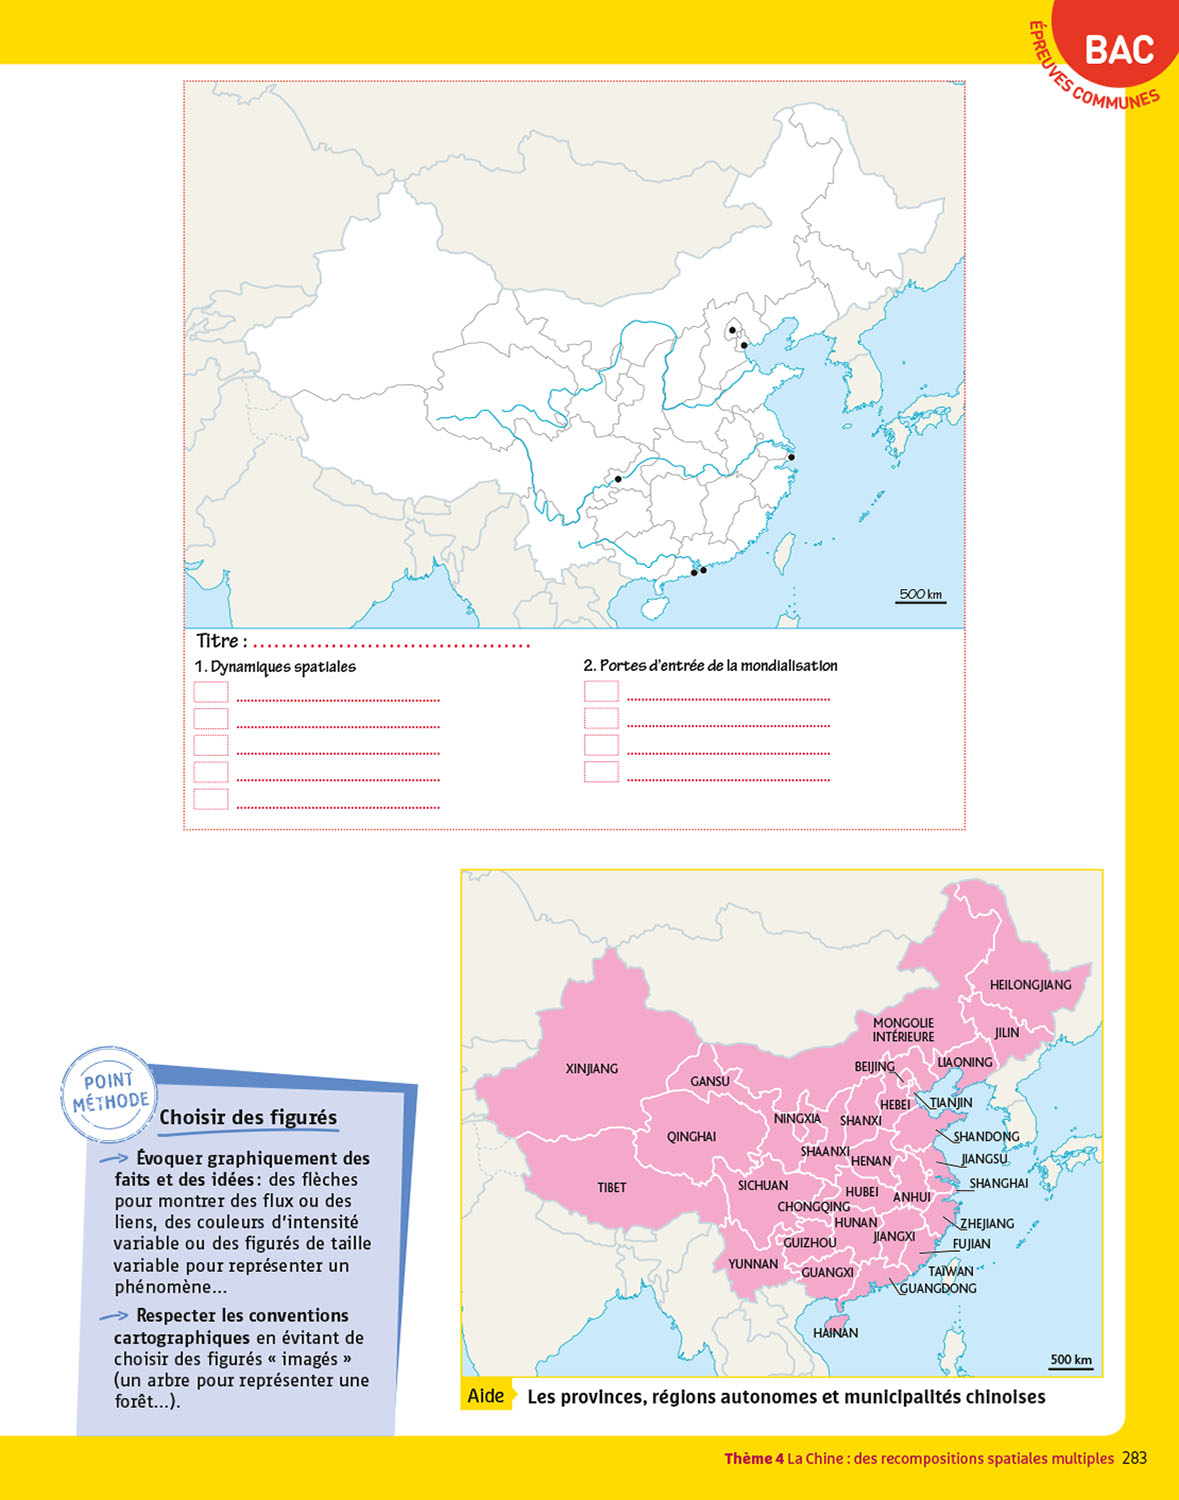 ÉPREUVES COMMUNES
BAC
500 km
Titre : ......................................
1. Dynamiques spatiales
2. Portes d'entrée de la mondialisation
POINT
MÉTHODE
Choisir des figurés
Évoquer graphiquement des
faits et des idées : des flèches
pour montrer des flux ou des
liens, des couleurs d'intensité
variable ou des figurés de taille
variable pour représenter un
phénomène...
Respecter les conventions
cartographiques en évitant de
choisir des figurés « imagés »
(un arbre pour représenter une
forêt...).
HEILONGJIANG
MONGOLIE
INTÉRIEURE
JILIN
LIAONING
BEIJING
XINJIANG
GANSU
HEBEI
TIANJIN
NINGXIA
SHANXI
QINGHAI
SHANDONG
SHAANXI
HENAN
JIANGSU
TIBET
SICHUAN
SHANGHAI
HUBEI
ANHUI
CHONGQING
HUNAN
ZHEJIANG
JIANGXI
GUIZHOU
FUJIAN
YUNNAN
GUANGXI
TAIWAN
GUANGDONG
HAINAN
500 km
Aide
Les provinces, régions autonomes et municipalités chinoises
Thème 4 La Chine : des recompositions spatiales multiples 283